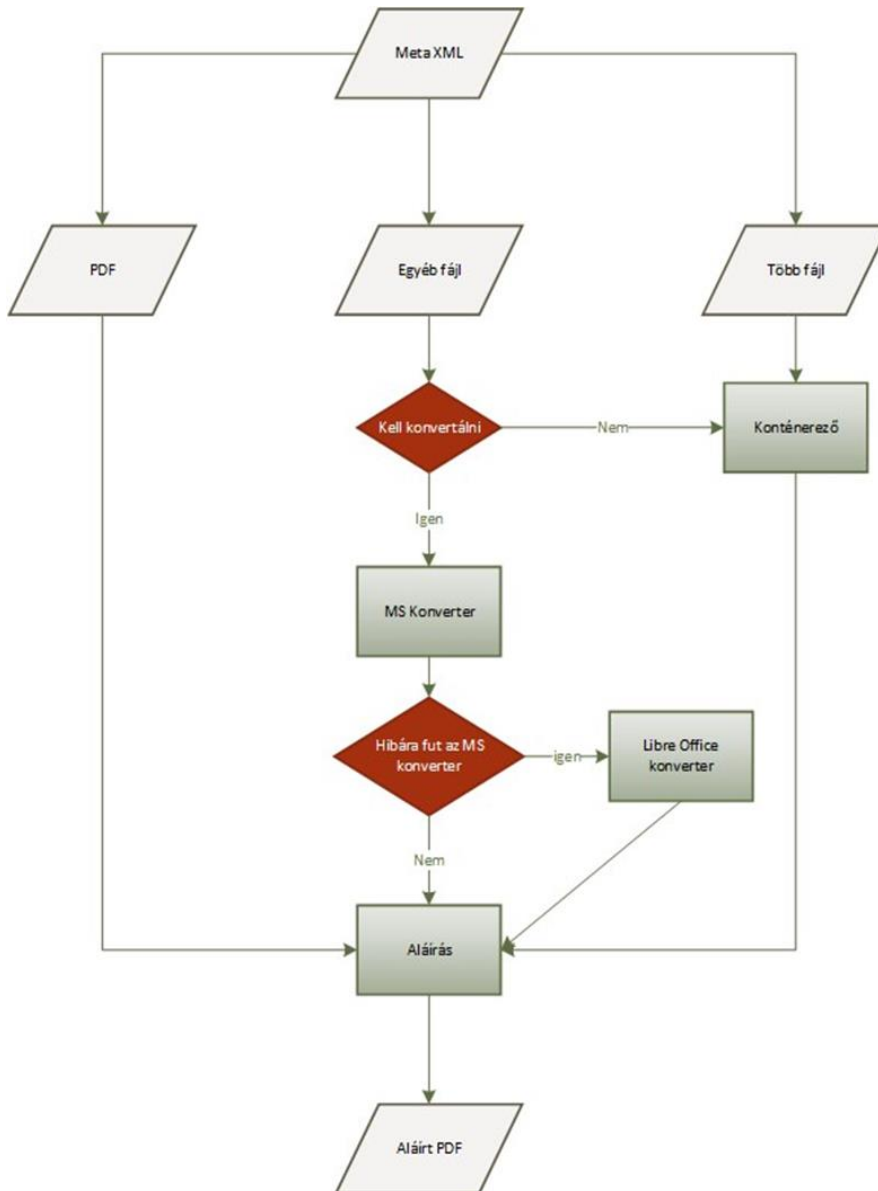 Meta XML
PDF
Egyéb fájl
Több fájl
Kell konvertálni
Nem
Konténerező
Igen
MS Konverter
Hibára fut az MS
konverter
igen
Libre Office
konverter
Nem
Aláírás
Aláírt PDF